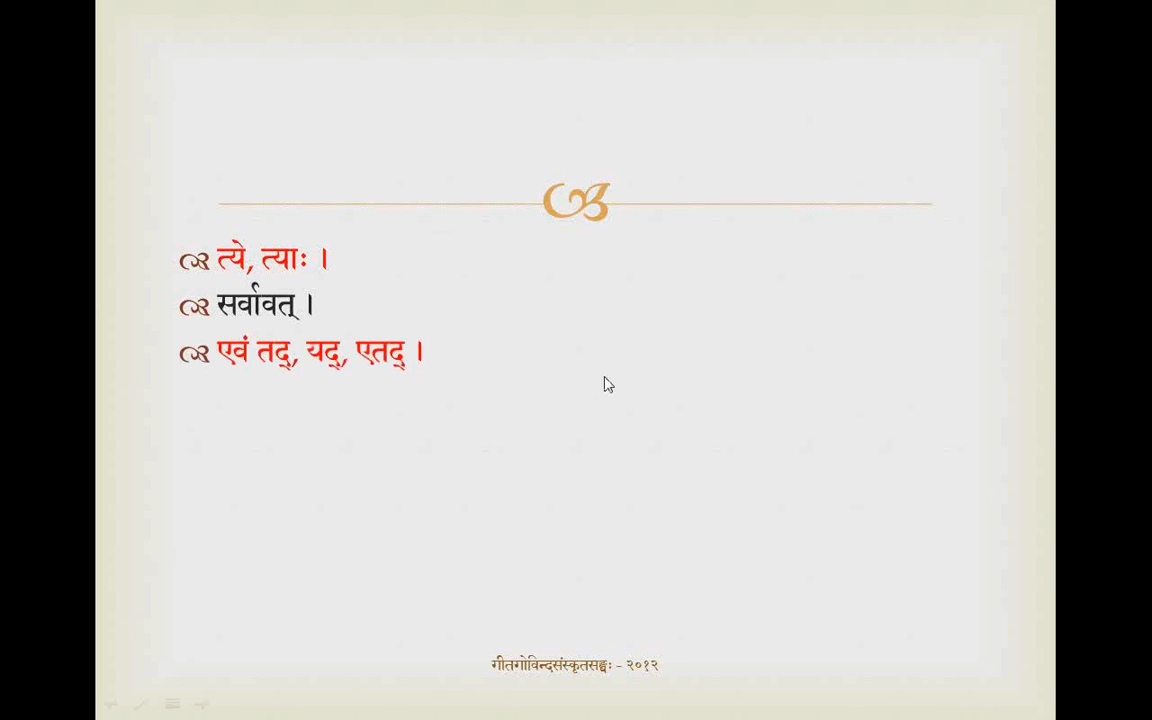 त्ये, त्याः ।
सर्वावत् ।
एवं तद्, यद्, एतद् ।
गीतगोविन्दसंस्कृतसङ्घः - २०१२